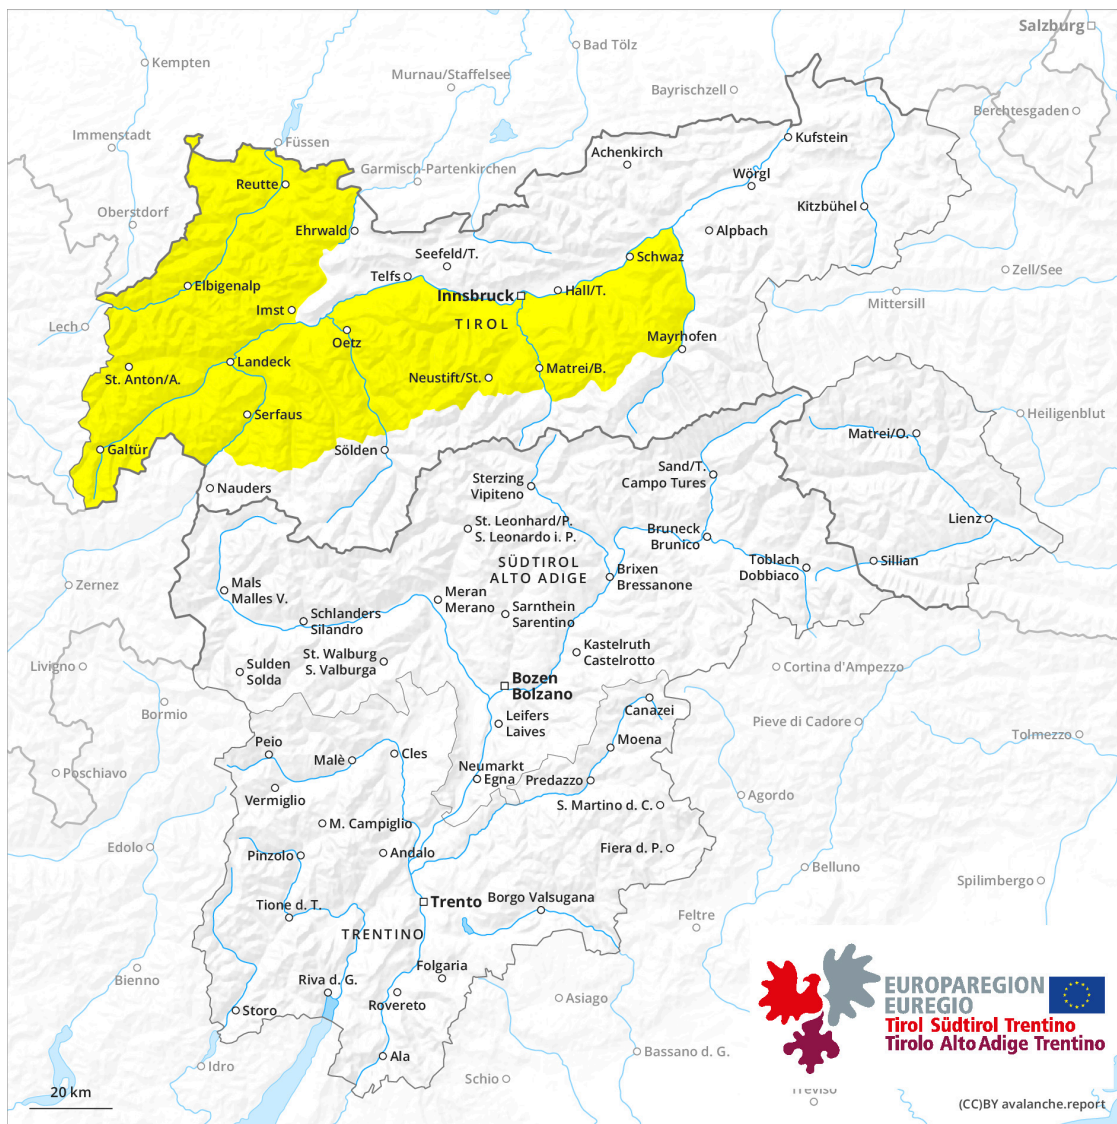 Salzburg
Bad Tölz
Kempten
Murnau/Staffelsee
Bayrischzell
Berchtesgaden
Immenstadt
Füssen
Kufstein
Achenkirch
Garmisch-Partenkirchen
Wörgl
Reutte
Oberstdorf
Kitzbühel
Ehrwald
Alpbach
Seefeld/T.
Schwaz
Zell/See
Telfs
Elbigenalp
Innsbruck
Hall/T.
Mittersill
Imst
TIROL
Lech
Oetz
Mayrhofen
Landeck
Matrei/B.
St. Anton/A.
Neustift/St.
Serfaus
Heiligenblut
Matrei/O.
Galtür
Sölden
Sand/T.
Campo Tures
Sterzing
Vipiteno
Nauders
St. Leonhard/P.
S. Leonardo i. P.
Lienz
Bruneck
Brunico
SÜDTIROL
ALTO ADIGE
Toblach
Dobbiaco
Sillian
Brixen
Bressanone
Zernez
Mals
Malles V.
Meran
Merano
Sarnthein
Sarentino
Schlanders
Silandro
Kastelruth
Castelrotto
St. Walburg
S. Valburga
Livigno
Sulden
Solda
Cortina d'Ampezzo
Bozen
Bolzano
Bormio
Canazei
Leifers
Laives
Pieve di Cadore
Tolmezzo
Peio
Moena
Malè
Cles
Poschiavo
Neumarkt
Egna
Predazzo
Vermiglio
Agordo
S. Martino d. C.
M. Campiglio
Edolo
Pinzolo
Andalo
Fiera d. P.
Belluno
Spilimbergo
Tione d. T.
Trento
Borgo Valsugana
Feltre
TRENTINO
Folgaria
Bienno
Riva d. G.
Rovereto
Asiago
Storo
EUROPAREGION
EUREGIO
Tirol Südtirol Trentino
Tirolo Alto Adige Trentino
Ala
Idro
Bassano d. G.
Schio
Treviso
20 km
(CC)BY avalanche.report